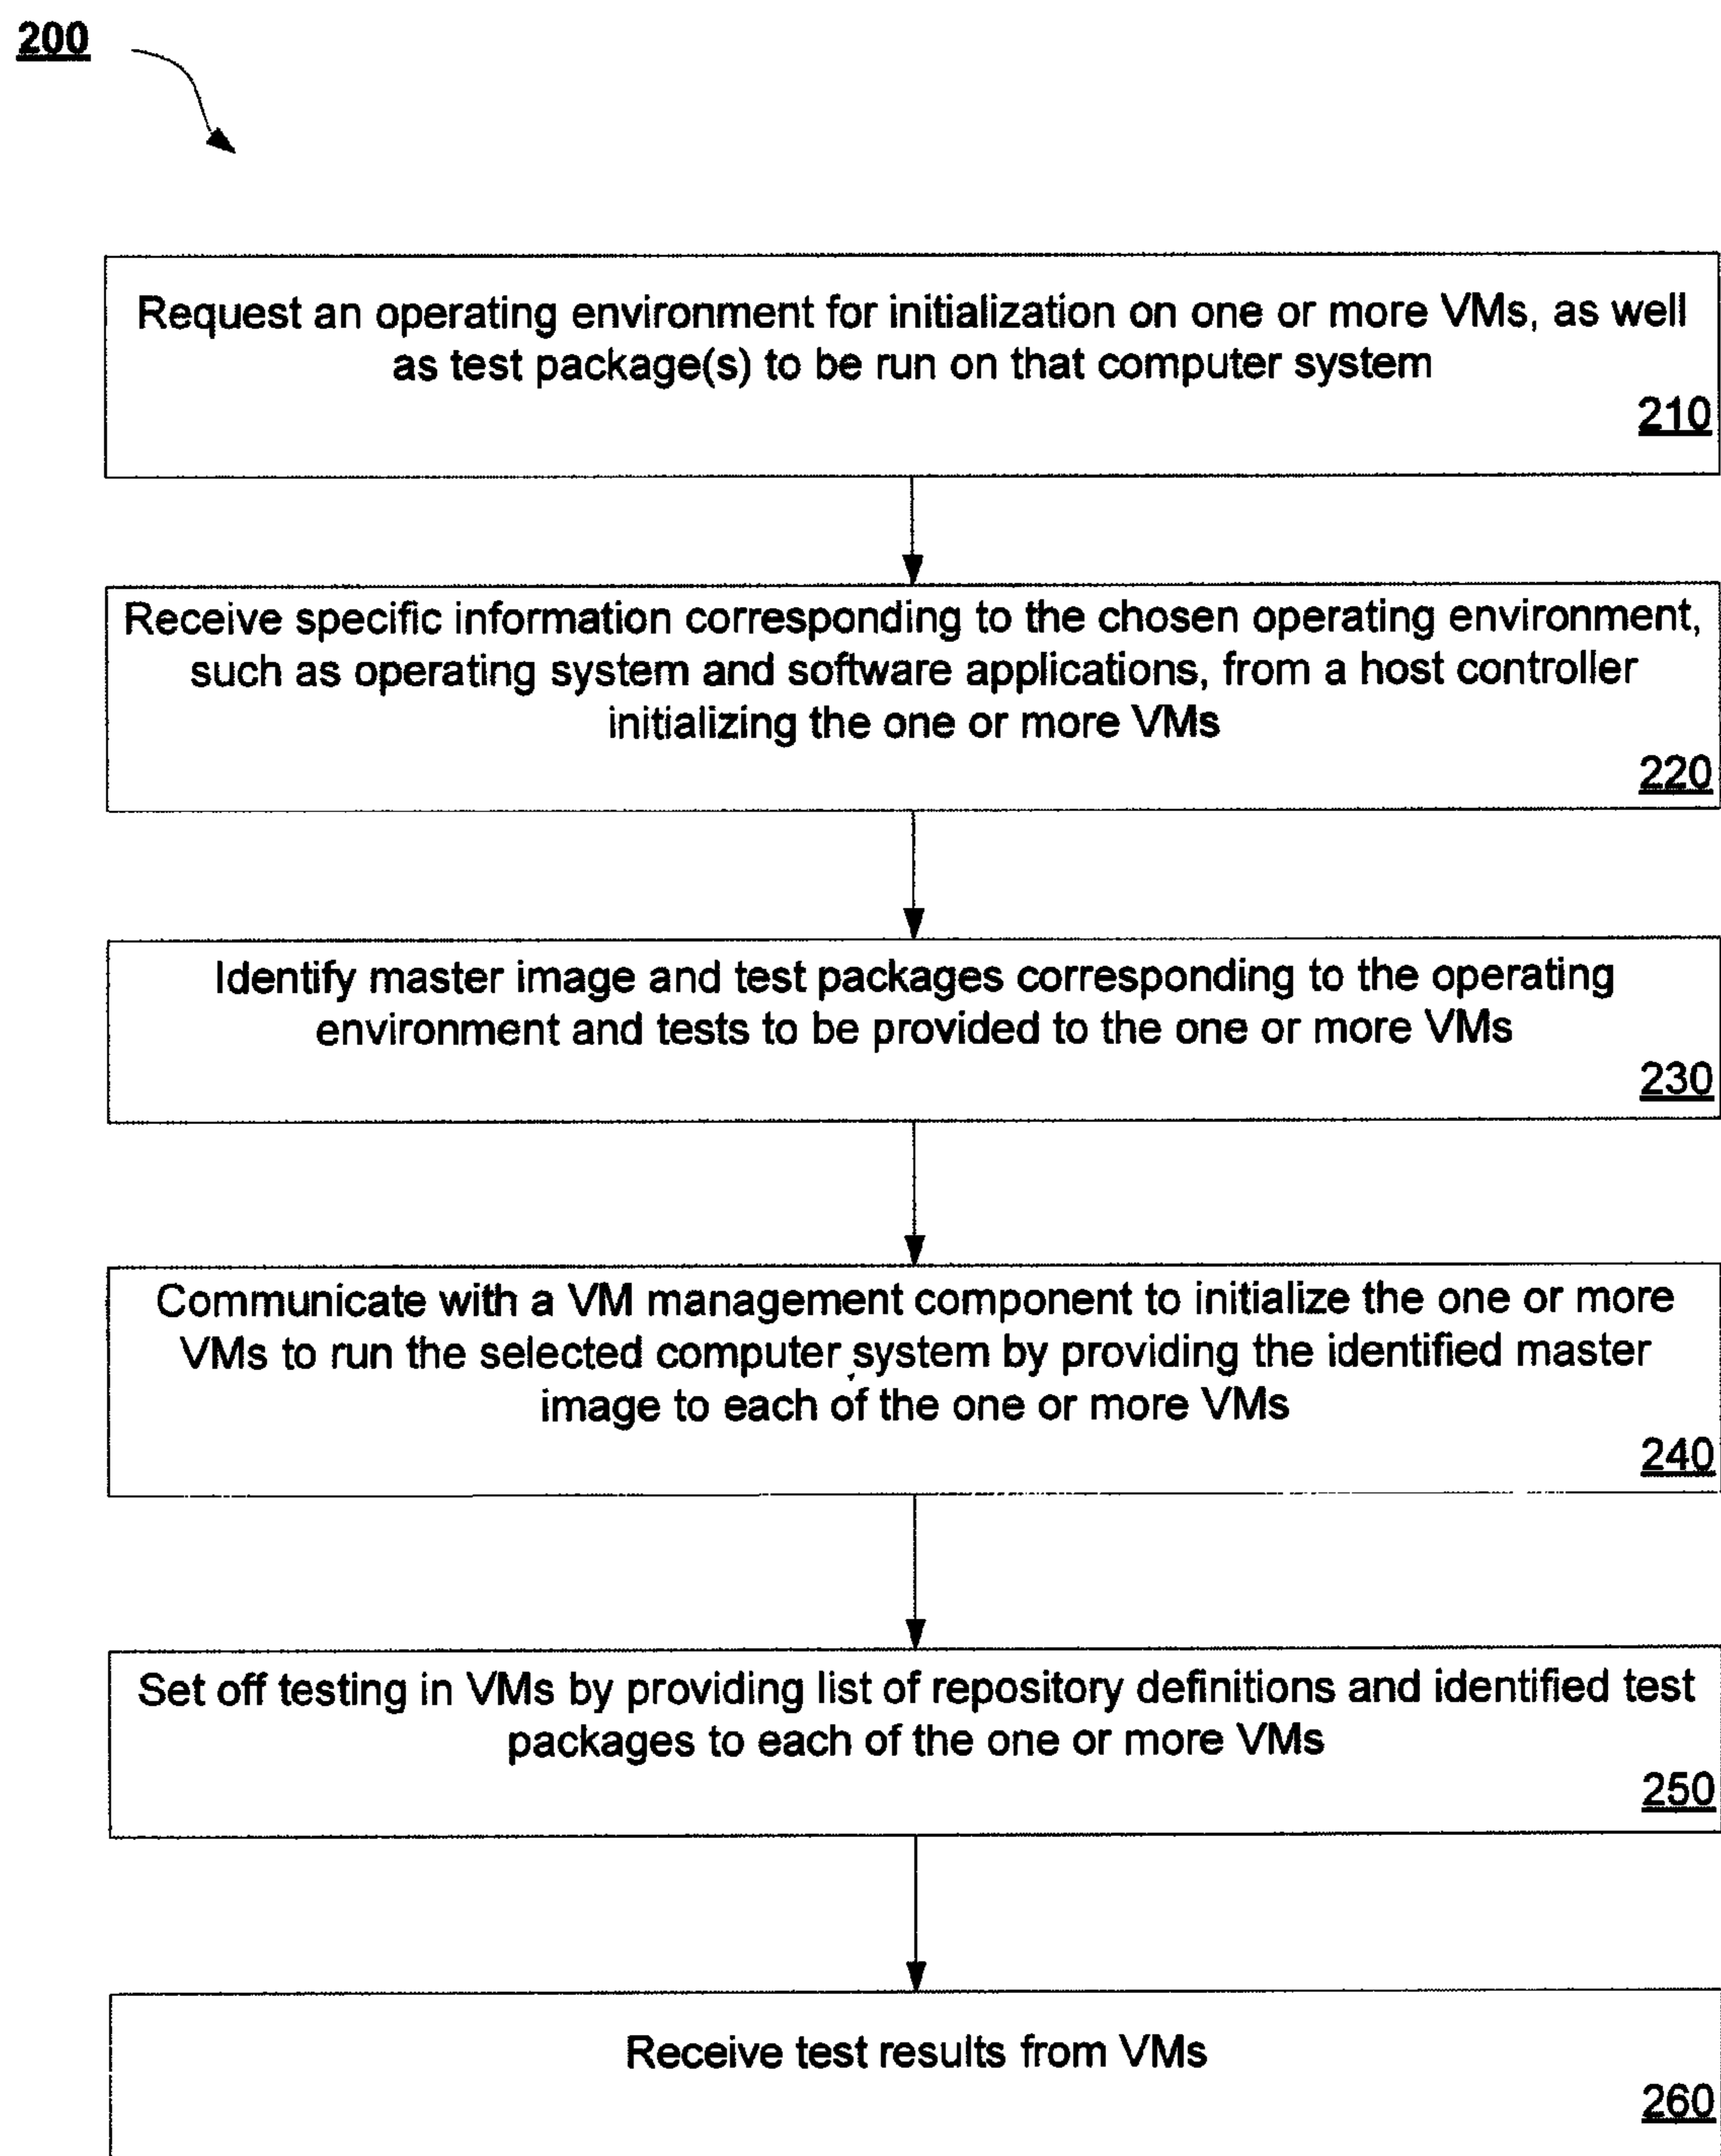 200
Request an operating environment for initialization on one or more VMs, as well
as test package(s) to be run on that computer system
210
Receive specific information corresponding to the chosen operating environment,
such as operating system and software applications, from a host controller
initializing the one or more VMs
220
Identify master image and test packages corresponding to the operating
environment and tests to be provided to the one or more VMs
230
Communicate with a VM management component to initialize the one or more
VMs to run the selected computer system by providing the identified master
image to each of the one or more VMs
240
Set off testing in VMs by providing list of repository definitions and identified test
packages to each of the one or more VMs
250
Receive test results from VMs
260